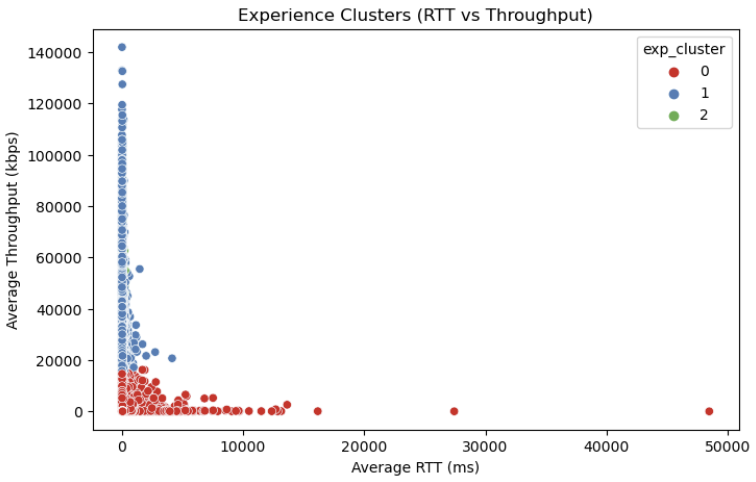 Experience Clusters (RTT vs Throughput)
exp_cluster
0
1
2
Average Throughput (kbps)
140000
120000
100000
80000
60000
40000
20000
0
0 10000 20000 30000 40000 50000
Average RTT (ms)